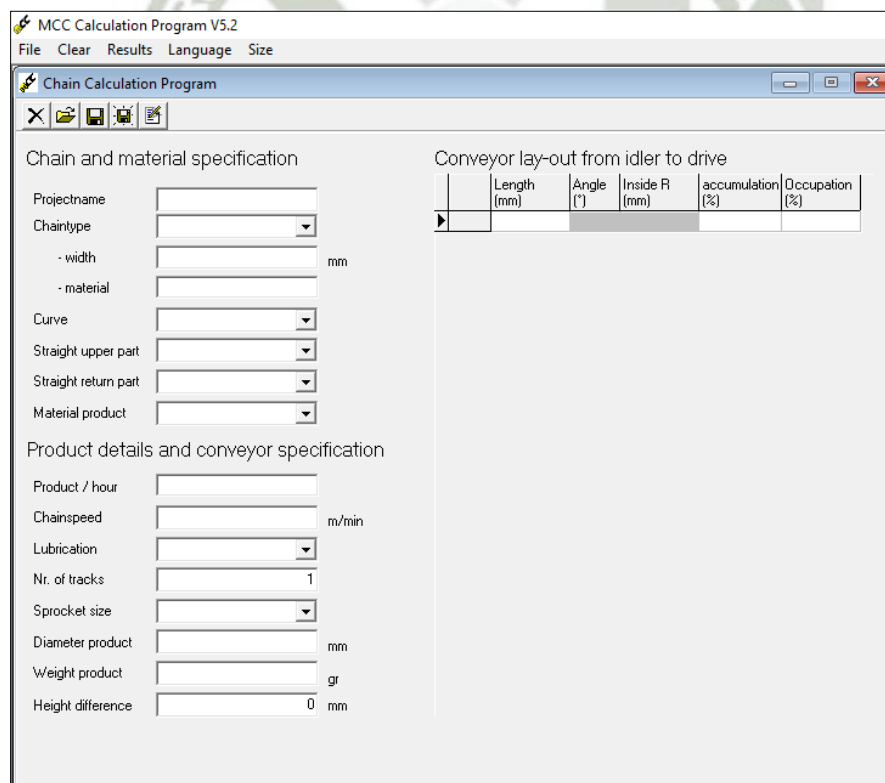 MCC Calculation Program V5.2
File Clear Results Language Size
Chain Calculation Program
Chain and material specification
Projectname
Chaintype
- width mm
- material
Curve
Straight upper part
Straight return part
Material product
Product details and conveyor specification
Product / hour
Chainspeed m/min
Lubrication
Nr. of tracks 1
Sprocket size
Diameter product mm
Weight product gr
Height difference 0 mm
Conveyor lay-out from idler to drive
Length (mm) Angle (°) Inside R (mm) accumulation (%) Occupation (%)